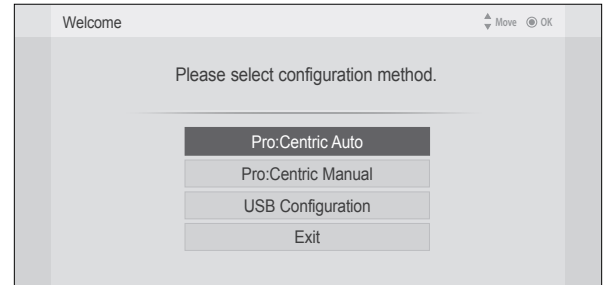 Welcome Move OK
Please select configuration method.
Pro:Centric Auto
Pro:Centric Manual
USB Configuration
Exit